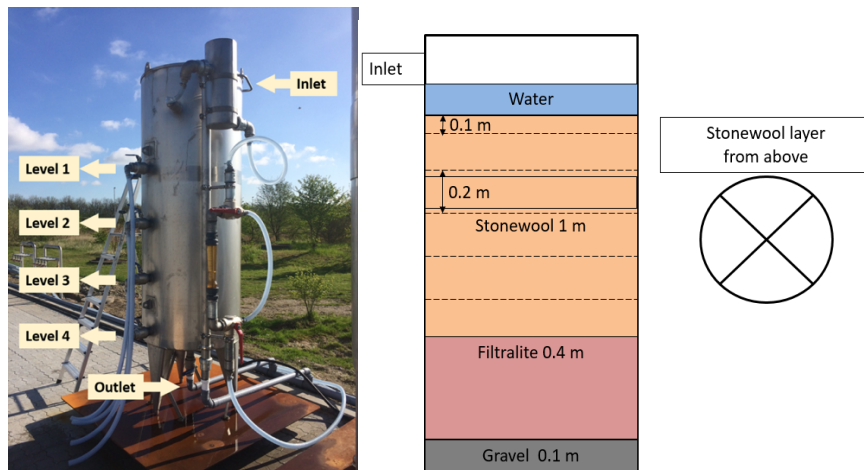 Inlet
Level 1
Level 2
Level 3
Level 4
Outlet
Inlet
Water
0.1 m
0.2 m
Stonewool 1 m
Filtralite 0.4 m
Gravel 0.1 m
Stonewool layer
from above